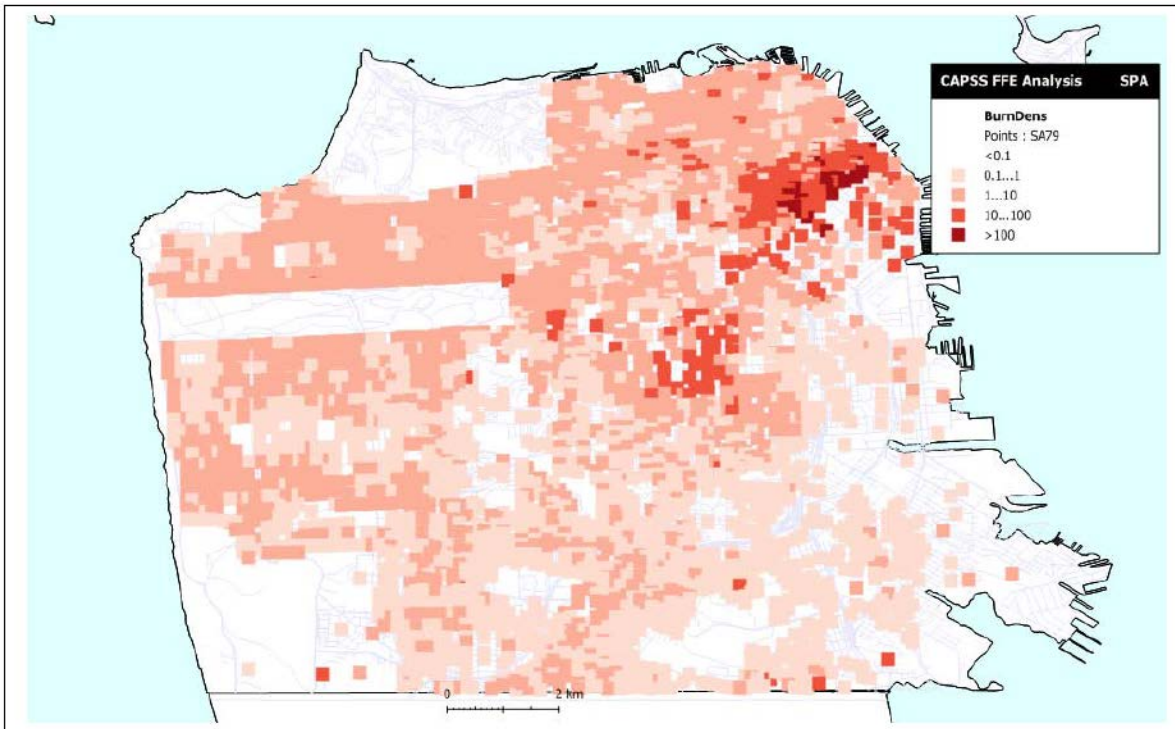 CAPSS FFE Analysis SPA
BurnDens
Points : SA79
<0.1
0.1...1
1...10
10...100
>100
0 2 km